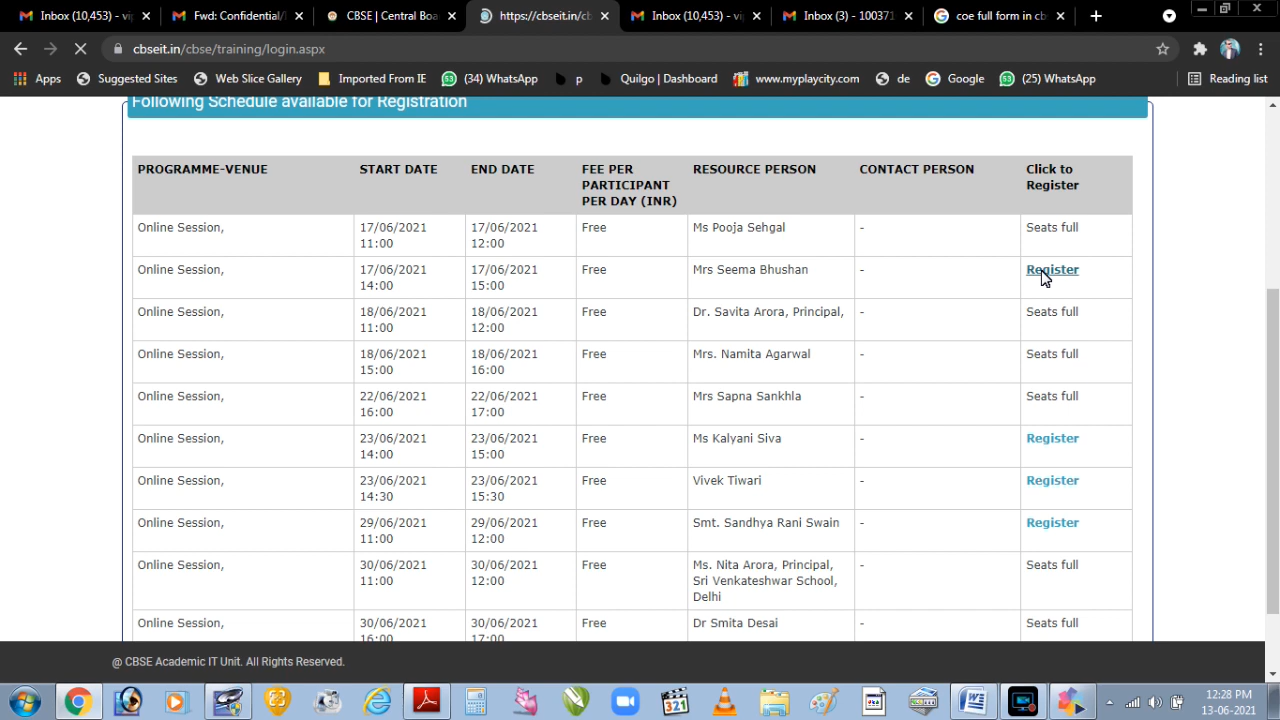 Inbox (10,453) - vi
Fwd: Confidential/
CBSE | Central Boa
https://cbseit.in/cb
Inbox (10,453) - vi
Inbox (3) - 100371
coe full form in cb
cbseit.in/cbse/training/login.aspx
Apps
Suggested Sites
Web Slice Gallery
Imported From IE
(34) WhatsApp
p
Quilgo | Dashboard
www.myplaycity.com
de
Google
(25) WhatsApp
Reading list
Following Schedule available for Registration
PROGRAMME-VENUE START DATE END DATE FEE PER RESOURCE PERSON CONTACT PERSON Click to
PARTICIPANT Register
PER DAY (INR)
Online Session, 17/06/2021 17/06/2021 Free Ms Pooja Sehgal - Seats full
11:00 12:00
Online Session, 17/06/2021 17/06/2021 Free Mrs Seema Bhushan - Register
14:00 15:00
Online Session, 18/06/2021 18/06/2021 Free Dr. Savita Arora, Principal, - Seats full
11:00 12:00
Online Session, 18/06/2021 18/06/2021 Free Mrs. Namita Agarwal - Seats full
15:00 16:00
Online Session, 22/06/2021 22/06/2021 Free Mrs Sapna Sankhla - Seats full
16:00 17:00
Online Session, 23/06/2021 23/06/2021 Free Ms Kalyani Siva - Register
14:00 15:00
Online Session, 23/06/2021 23/06/2021 Free Vivek Tiwari - Register
14:30 15:30
Online Session, 29/06/2021 29/06/2021 Free Smt. Sandhya Rani Swain - Register
11:00 12:00
Online Session, 30/06/2021 30/06/2021 Free Ms. Nita Arora, Principal, - Seats full
11:00 12:00 Sri Venkateshwar School,
Delhi
Online Session, 30/06/2021 30/06/2021 Free Dr Smita Desai - Seats full
16:00 17:00
@ CBSE Academic IT Unit. All Rights Reserved.
321
12:28 PM
13-06-2021